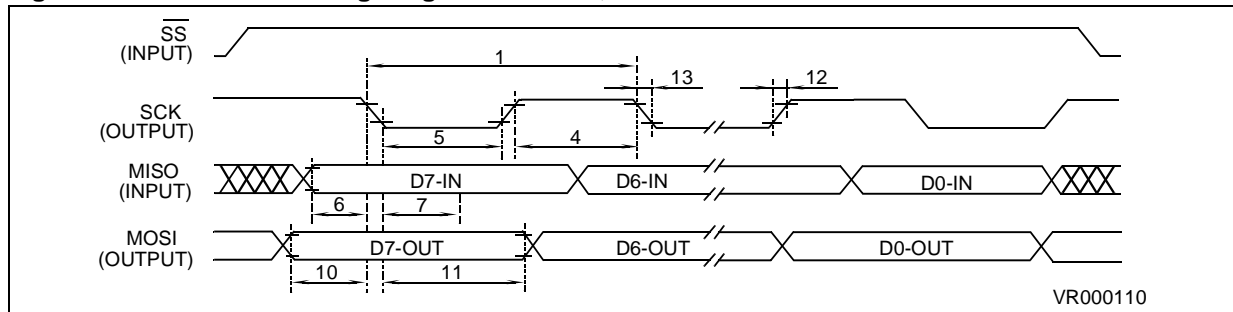 SS
(INPUT)
1
13
12
SCK
(OUTPUT)
5
4
MISO
(INPUT)
D7-IN
D6-IN
D0-IN
6
7
MOSI
(OUTPUT)
D7-OUT
D6-OUT
D0-OUT
10
11
VR000110